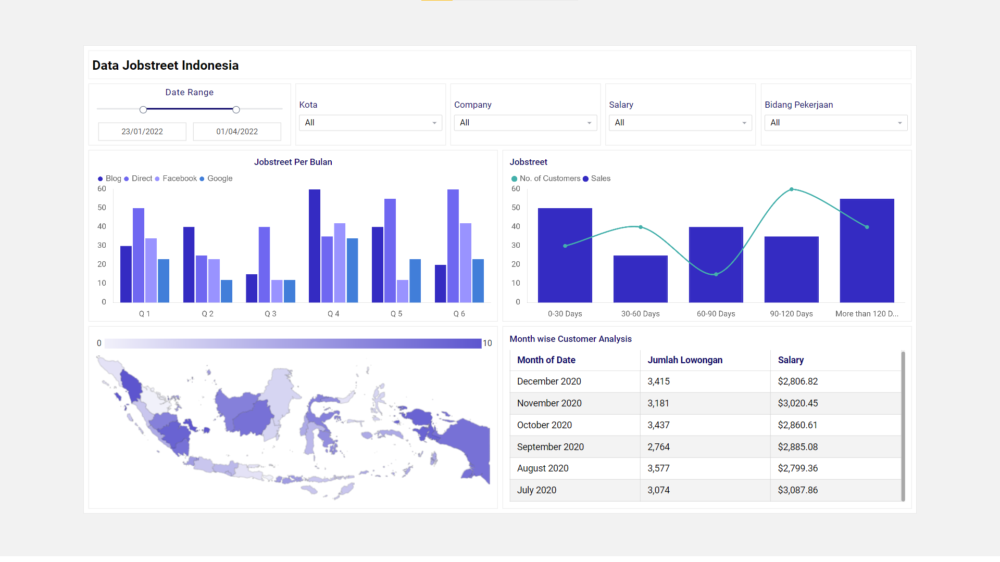 Data Jobstreet Indonesia
Date Range
23/01/2022 01/04/2022
Kota
All
Company
All
Salary
All
Bidang Pekerjaan
All
Jobstreet Per Bulan
Blog Direct Facebook Google
60
50
40
30
20
10
0
Q 1 Q 2 Q 3 Q 4 Q 5 Q 6
Jobstreet
No. of Customers Sales
60
50
40
30
20
10
0
0-30 Days 30-60 Days 60-90 Days 90-120 Days More than 120 D...
0 10
Month wise Customer Analysis
Month of Date Jumlah Lowongan Salary
December 2020 3,415 $2,806.82
November 2020 3,181 $3,020.45
October 2020 3,437 $2,860.61
September 2020 2,764 $2,885.08
August 2020 3,577 $2,799.36
July 2020 3,074 $3,087.86